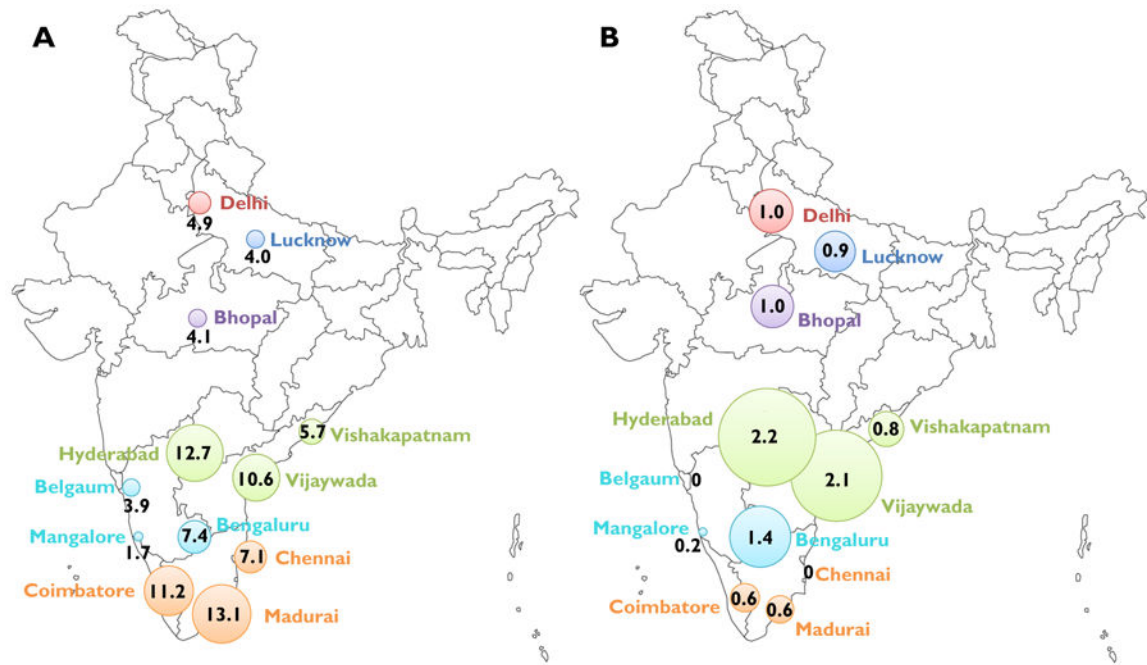 A
Delhi
4.9
Lucknow
4.0
Bhopal
4.1
5.7
Vishakapatnam
Hyderabad
12.7
10.6
Vijaywada
Belgaum
3.9
Bengaluru
7.4
Mangalore
1.7
7.1
Chennai
Coimbatore
11.2
13.1
Madurai
B
1.0
Delhi
0.9
Lucknow
1.0
Bhopal
Hyderabad
2.2
0.8
Vishakapatnam
Belgaum
0
2.1
Vijaywada
Mangalore
0.2
1.4
Bengaluru
0
Chennai
Coimbatore
0.6
0.6
Madurai